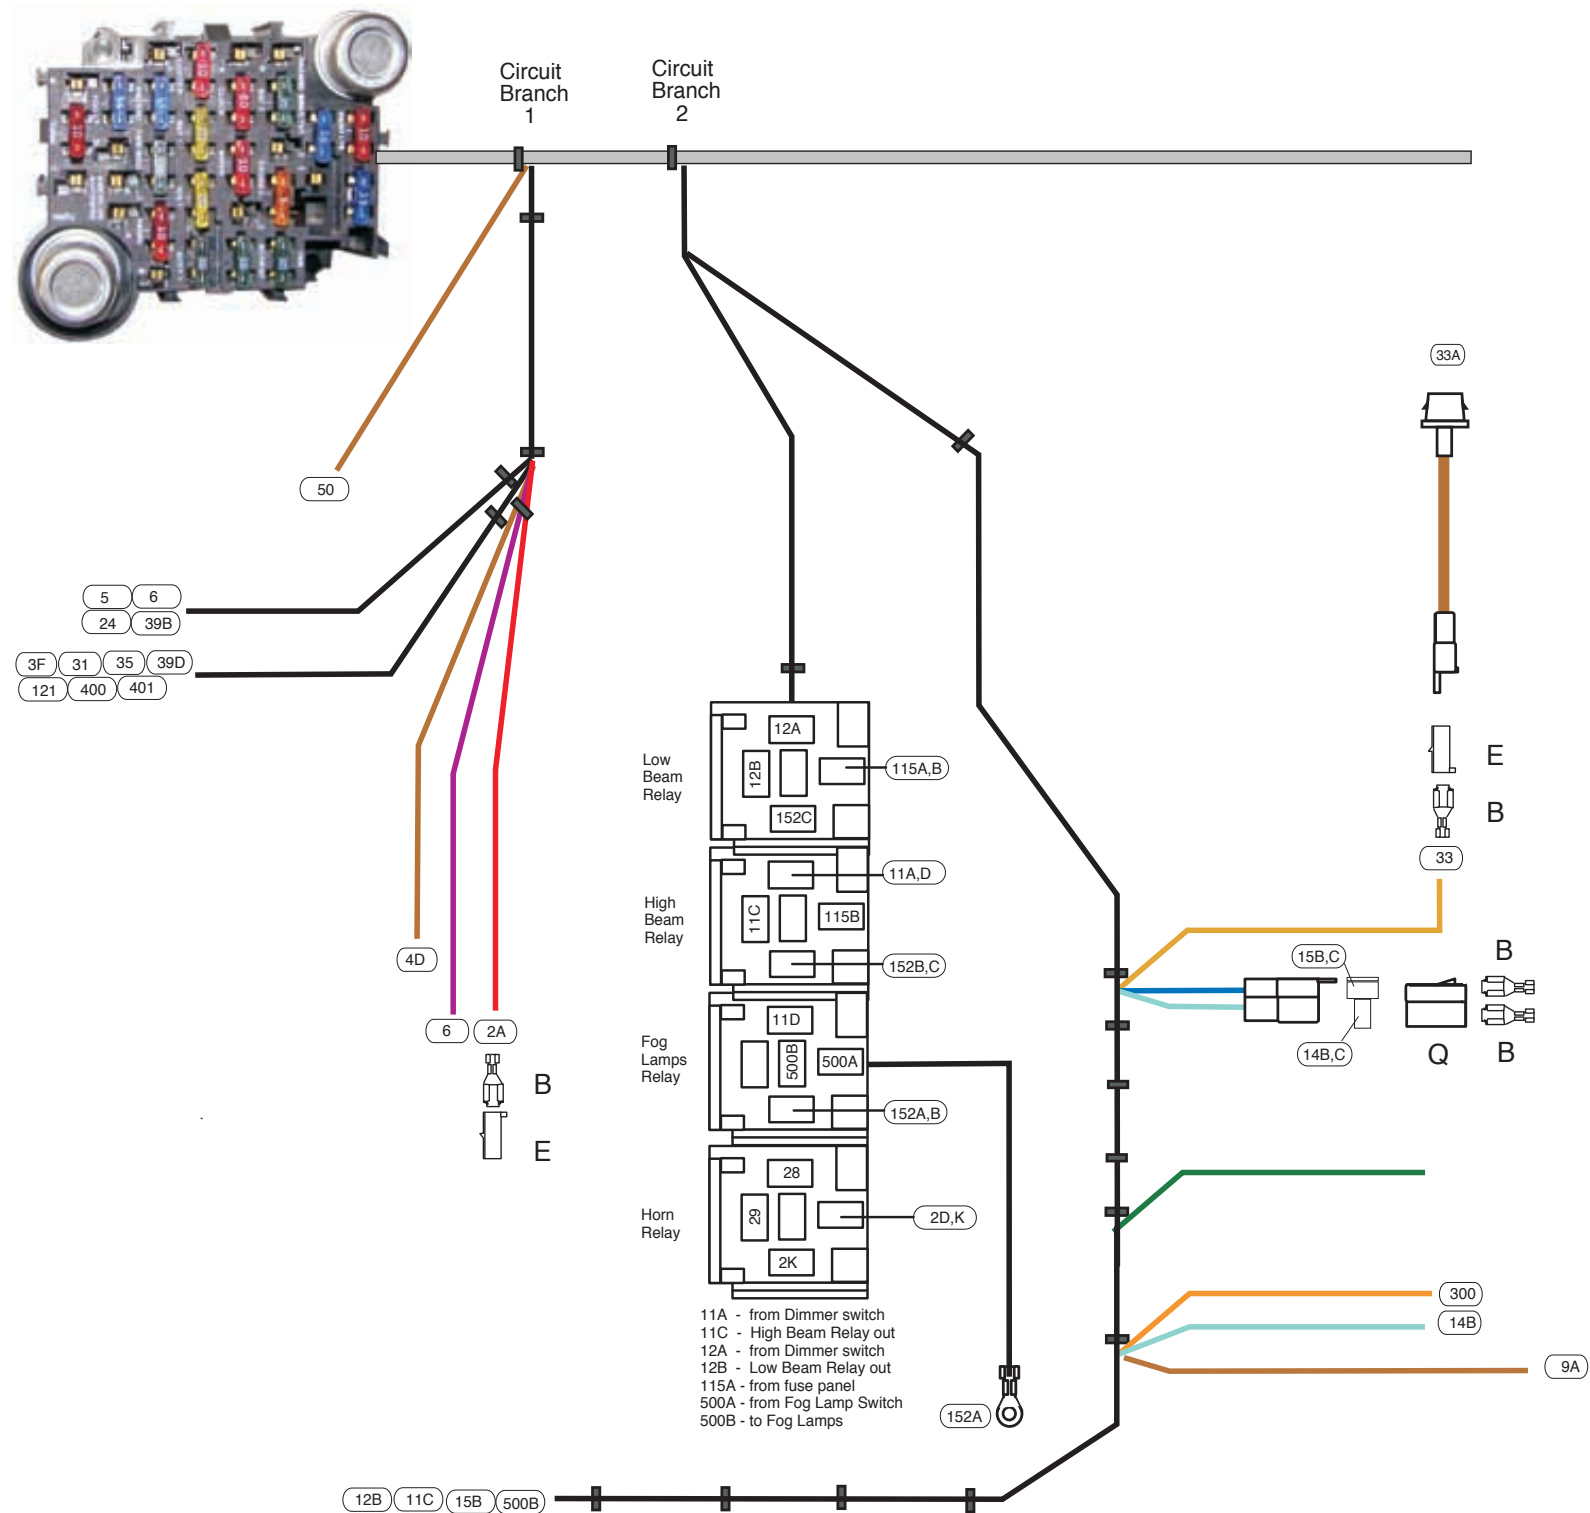 Circuit
Branch
1
Circuit
Branch
2
33A
50
5 6
24 39B
3F 31 35 39D
121 400 401
4D
6 2A
B
E
E
B
33
15B,C
B
14B,C
Q B
Low
Beam
Relay
12A
12B
115A,B
152C
High
Beam
Relay
11A,D
11C
115B
152B,C
Fog
Lamps
Relay
11D
500B
500A
152A,B
Horn
Relay
28
29
2D,K
2K
11A - from Dimmer switch
11C - High Beam Relay out
12A - from Dimmer switch
12B - Low Beam Relay out
115A - from fuse panel
500A - from Fog Lamp Switch
500B - to Fog Lamps
152A
300
14B
9A
12B 11C 15B 500B